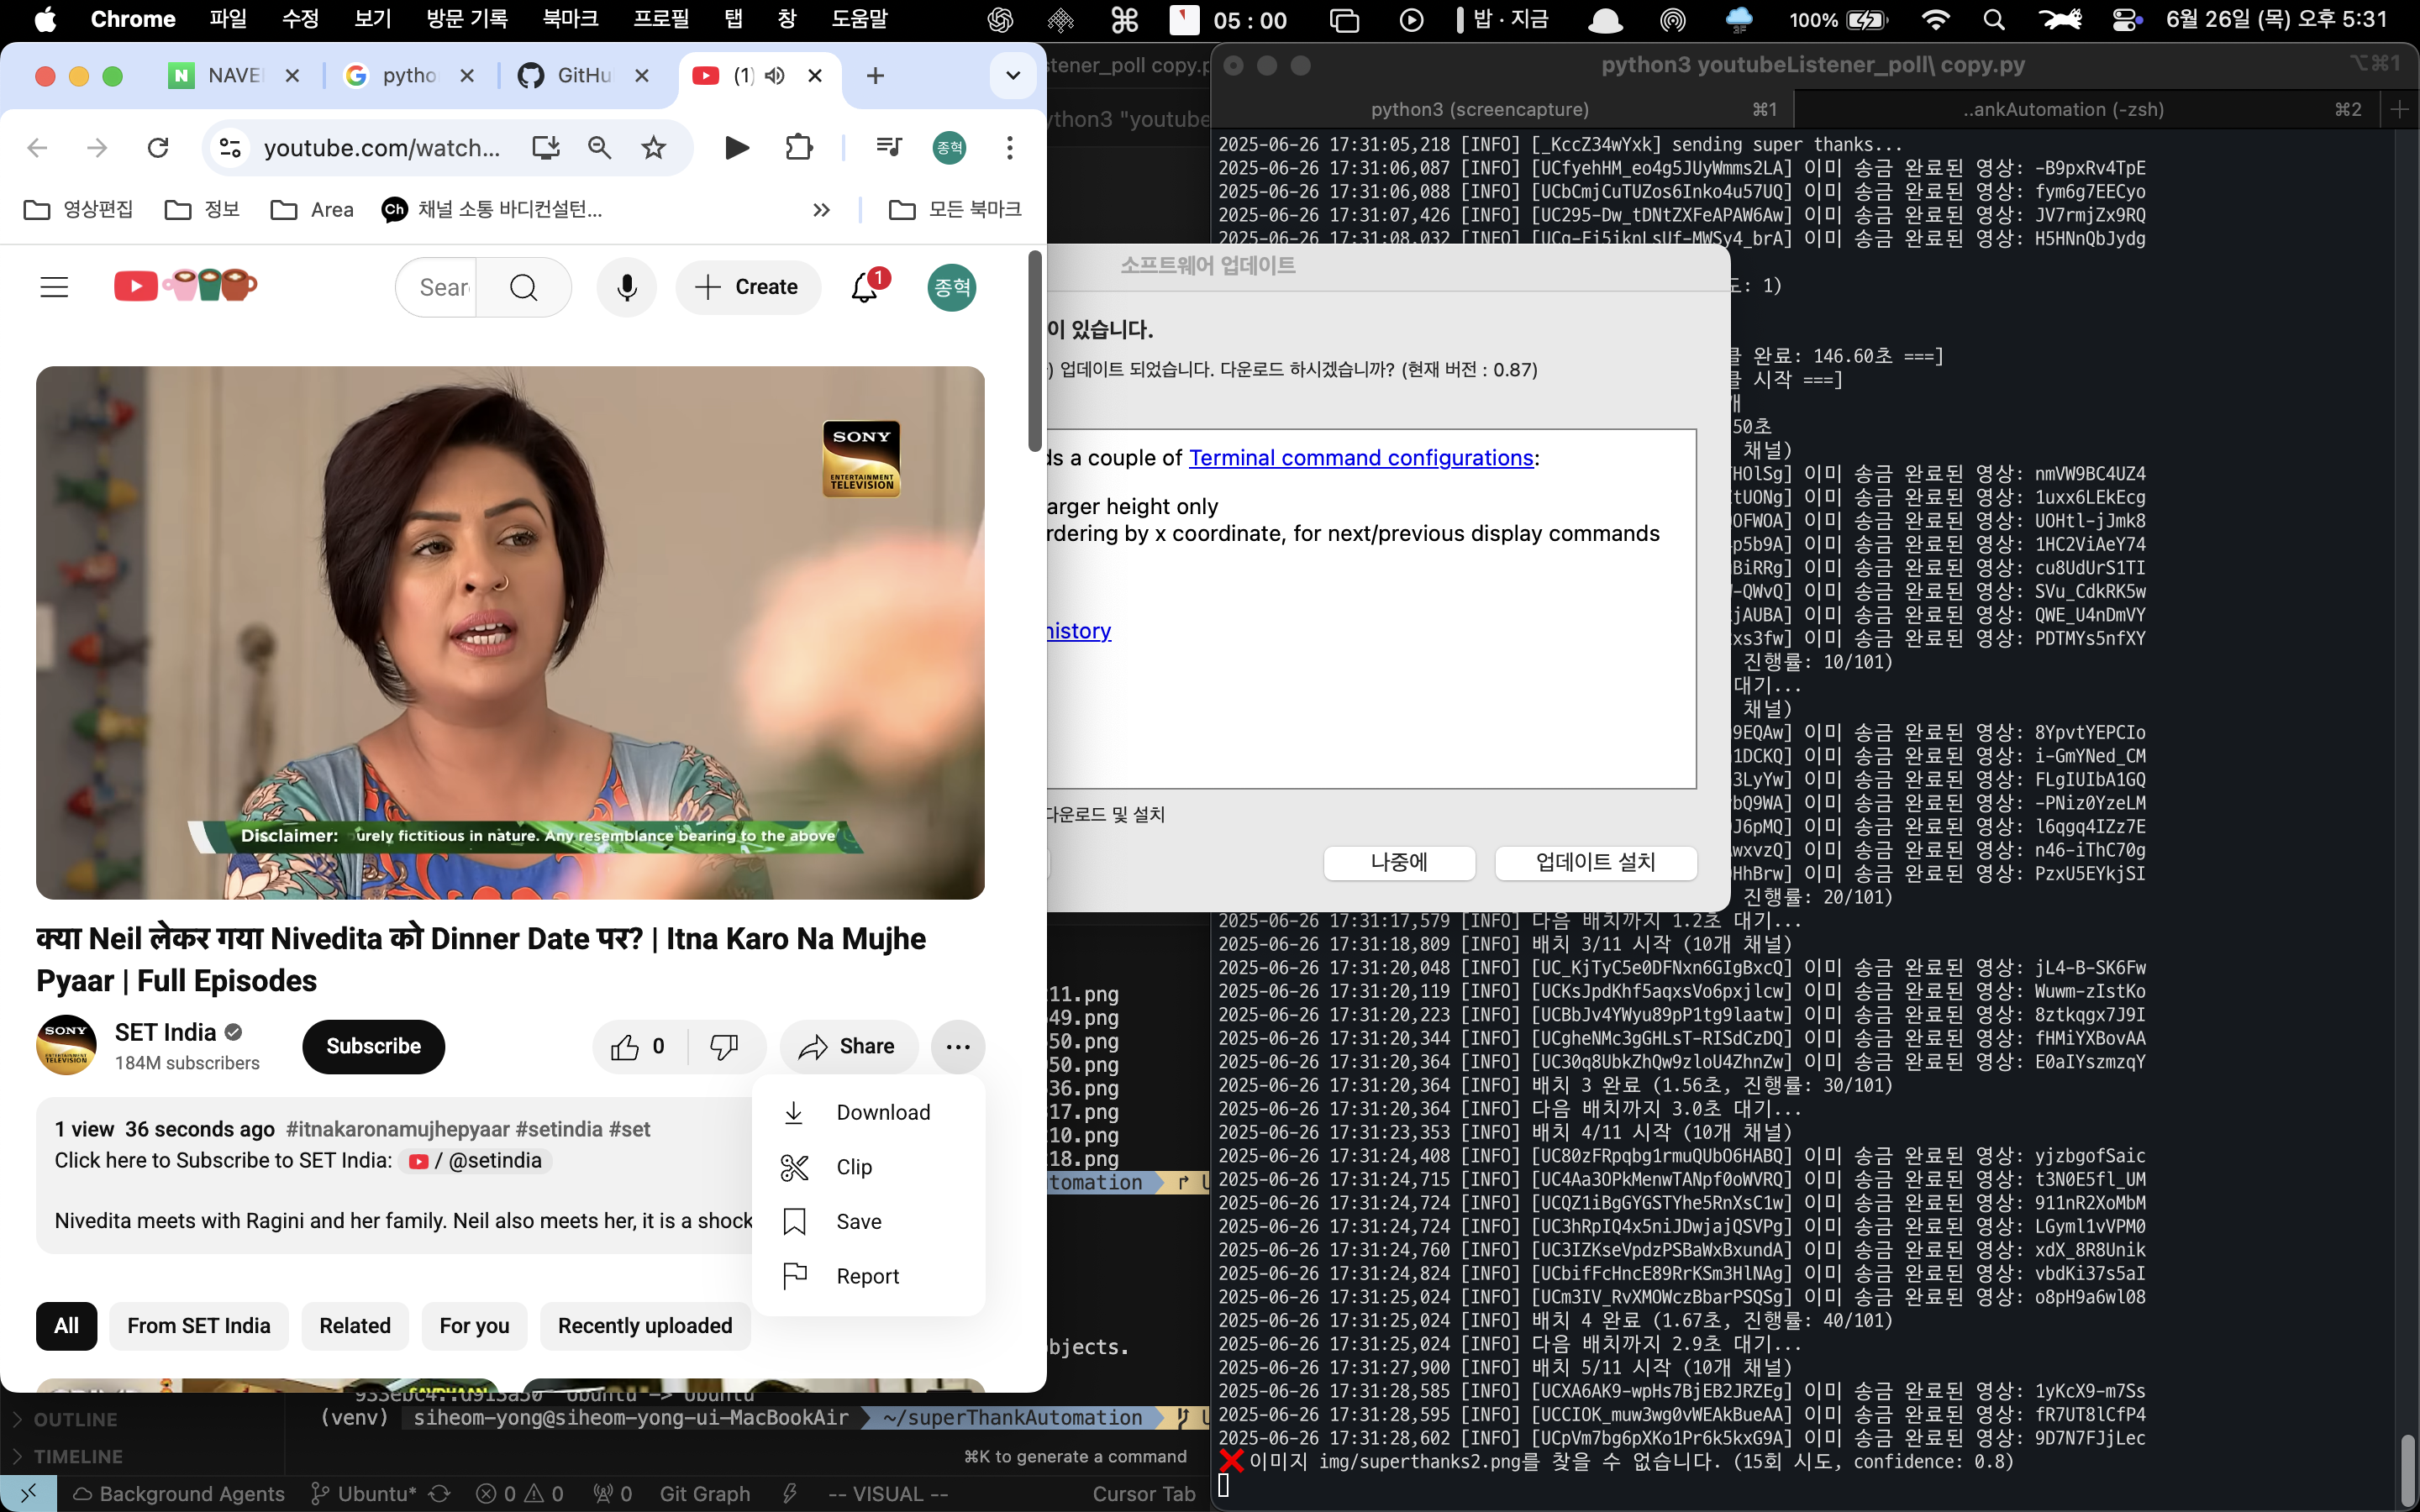 Chrome 파일 수정 보기 방문 기록 북마크 프로필 탭 창 도움말 05 : 00 밥 · 지금 100% 6월 26일 (목) 오후 5:31
NAVE pytho GitHu (1)
youtube.com/watch... 종혁
영상편집 정보 Area Ch 채널 소통 바디컨설턴... 모든 북마크
Sear Create 1 종혁
SONY
ENTERTAINMENT
TELEVISION
Disclaimer: urely fictitious in nature. Any resemblance bearing to the above
क्या Neil लेकर गया Nivedita को Dinner Date पर? | Itna Karo Na Mujhe
Pyaar | Full Episodes
SET India
184M subscribers
Subscribe
0
Share
Download
Clip
Save
Report
1 view 36 seconds ago #itnakaronamujhepyaar #setindia #set
Click here to Subscribe to SET India: / @setindia
Nivedita meets with Ragini and her family. Neil also meets her, it is a shock
All From SET India Related For you Recently uploaded
stener_poll copy.p
ython3 "youtube
소프트웨어 업데이트
이 있습니다.
) 업데이트 되었습니다. 다운로드 하시겠습니까? (현재 버전 : 0.87)
ds a couple of Terminal command configurations:
arger height only
rdering by x coordinate, for next/previous display commands
history
다운로드 및 설치
나중에 업데이트 설치
11.png
49.png
50.png
50.png
36.png
17.png
10.png
18.png
tomation
bjects.
(venv) siheom-yong@siheom-yong-ui-MacBookAir ~/superThankAutomation
OUTLINE
TIMELINE
⌘K to generate a command
Background Agents Ubuntu* 0 0 0 Git Graph -- VISUAL -- Cursor Tab
python3 youtubeListener_poll\ copy.py ⌥⌘1
python3 (screencapture) ⌘1 ..ankAutomation (-zsh) ⌘2
2025-06-26 17:31:05,218 [INFO] [_KccZ34wYxk] sending super thanks...
2025-06-26 17:31:06,087 [INFO] [UCfyehHM_eo4g5JUyWmms2LA] 이미 송금 완료된 영상: -B9pxRv4TpE
2025-06-26 17:31:06,088 [INFO] [UCbCmjCuTUZos6Inko4u57UQ] 이미 송금 완료된 영상: fym6g7EECyo
2025-06-26 17:31:07,426 [INFO] [UC295-Dw_tDNtZXFeAPAW6Aw] 이미 송금 완료된 영상: JV7rmjZx9RQ
2025-06-26 17:31:08,032 [INFO] [UCq-Fj5jknLsUf-MWSy4_brA] 이미 송금 완료된 영상: H5HNnQbJydg
도: 1)
클 완료: 146.60초 ===]
클 시작 ===]
개
50초
채널)
HOlSg] 이미 송금 완료된 영상: nmVW9BC4UZ4
tUONg] 이미 송금 완료된 영상: 1uxx6LEkEcg
OFWOA] 이미 송금 완료된 영상: UOHtl-jJmk8
p5b9A] 이미 송금 완료된 영상: 1HC2ViAeY74
BiRRg] 이미 송금 완료된 영상: cu8UdUrS1TI
-QWvQ] 이미 송금 완료된 영상: SVu_CdkRK5w
jAUBA] 이미 송금 완료된 영상: QWE_U4nDmVY
xs3fw] 이미 송금 완료된 영상: PDTMYs5nfXY
진행률: 10/101)
대기...
채널)
9EQAw] 이미 송금 완료된 영상: 8YpvtYEPCIo
1DCKQ] 이미 송금 완료된 영상: i-GmYNed_CM
3LyYw] 이미 송금 완료된 영상: FLgIUIbA1GQ
bQ9WA] 이미 송금 완료된 영상: -PNiz0YzeLM
J6pMQ] 이미 송금 완료된 영상: l6qgq4IZz7E
wxvzQ] 이미 송금 완료된 영상: n46-iThC70g
HhBrw] 이미 송금 완료된 영상: PzxU5EYkjSI
진행률: 20/101)
2025-06-26 17:31:17,579 [INFO] 다음 배치까지 1.2초 대기...
2025-06-26 17:31:18,809 [INFO] 배치 3/11 시작 (10개 채널)
2025-06-26 17:31:20,048 [INFO] [UC_KjTyC5e0DFNxn6GIgBxcQ] 이미 송금 완료된 영상: jL4-B-SK6Fw
2025-06-26 17:31:20,119 [INFO] [UCKsJpdKhf5aqxsVo6pxjlcw] 이미 송금 완료된 영상: Wuwm-zIstKo
2025-06-26 17:31:20,223 [INFO] [UCBbJv4YWyu89pP1tg9laatw] 이미 송금 완료된 영상: 8ztkqgx7J9I
2025-06-26 17:31:20,344 [INFO] [UCgheNMc3gGHLsT-RISdCzDQ] 이미 송금 완료된 영상: fHMiYXBovAA
2025-06-26 17:31:20,364 [INFO] [UC30q8UbkZhQw9zloU4ZhnZw] 이미 송금 완료된 영상: E0aIYszmzqY
2025-06-26 17:31:20,364 [INFO] 배치 3 완료 (1.56초, 진행률: 30/101)
2025-06-26 17:31:20,364 [INFO] 다음 배치까지 3.0초 대기...
2025-06-26 17:31:23,353 [INFO] 배치 4/11 시작 (10개 채널)
2025-06-26 17:31:24,408 [INFO] [UC80zFRpqbg1rmuQUbO6HABQ] 이미 송금 완료된 영상: yjzbgofSaic
2025-06-26 17:31:24,715 [INFO] [UC4Aa3OPkMenwTANpf0oWVRQ] 이미 송금 완료된 영상: t3N0E5fl_UM
2025-06-26 17:31:24,724 [INFO] [UCQZ1iBgGYGSTYhe5RnXsC1w] 이미 송금 완료된 영상: 911nR2XoMbM
2025-06-26 17:31:24,724 [INFO] [UC3hRpIQ4x5niJDwjajQSVPg] 이미 송금 완료된 영상: LGyml1vVPM0
2025-06-26 17:31:24,760 [INFO] [UC3IZKseVpdzPSBaWxBxundA] 이미 송금 완료된 영상: xdX_8R8Unik
2025-06-26 17:31:24,824 [INFO] [UCbifFcHncE89RrKSm3HlNAg] 이미 송금 완료된 영상: vbdKi37s5aI
2025-06-26 17:31:25,024 [INFO] [UCm3IV_RvXMOWczBbarPSQSg] 이미 송금 완료된 영상: o8pH9a6wl08
2025-06-26 17:31:25,024 [INFO] 배치 4 완료 (1.67초, 진행률: 40/101)
2025-06-26 17:31:25,024 [INFO] 다음 배치까지 2.9초 대기...
2025-06-26 17:31:27,900 [INFO] 배치 5/11 시작 (10개 채널)
2025-06-26 17:31:28,585 [INFO] [UCXA6AK9-wpHs7BjEB2JRZEg] 이미 송금 완료된 영상: 1yKcX9-m7Ss
2025-06-26 17:31:28,595 [INFO] [UCCIOK_muw3wg0vWEAkBueAA] 이미 송금 완료된 영상: fR7UT8lCfP4
2025-06-26 17:31:28,602 [INFO] [UCpVm7bg6pXKo1Pr6k5kxG9A] 이미 송금 완료된 영상: 9D7N7FJjLec
❌이미지 img/superthanks2.png를 찾을 수 없습니다. (15회 시도, confidence: 0.8)